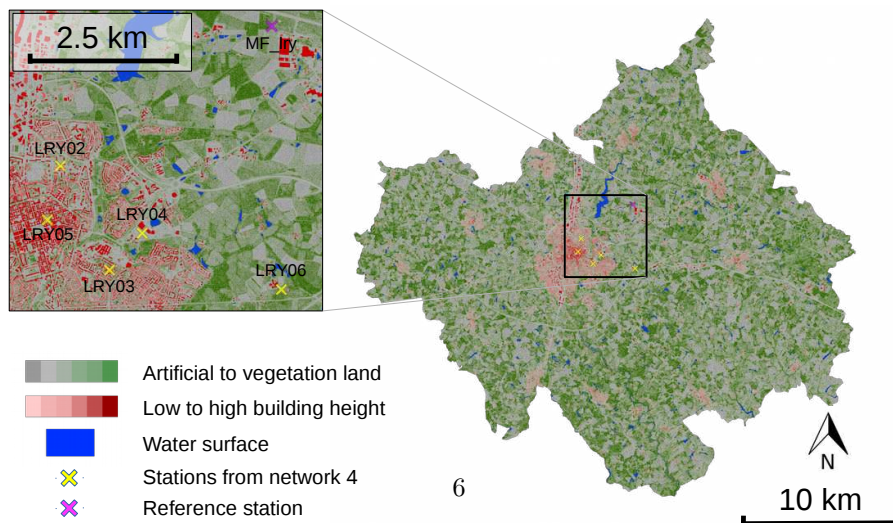 2.5 km
MF_lry
LRY02
LRY04
LRY05
LRY03
LRY06
Artificial to vegetation land
Low to high building height
Water surface
Stations from network 4
Reference station
6
N
10 km